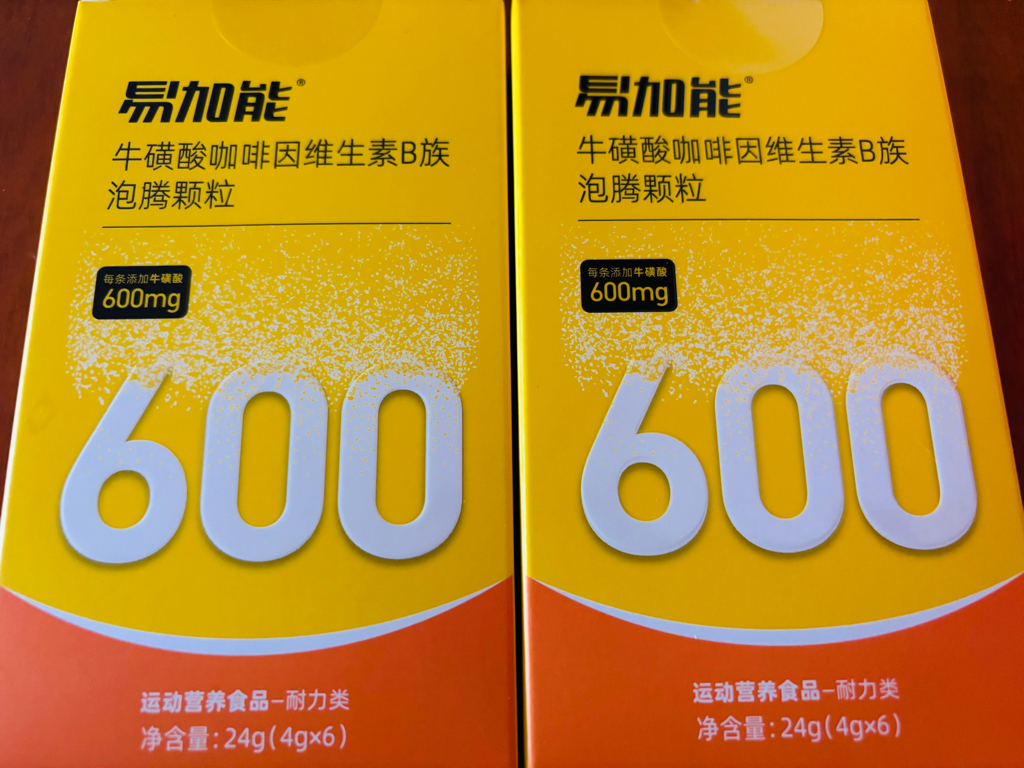 易加能®
牛磺酸咖啡因维生素B族
泡腾颗粒
每条添加牛磺酸
600mg
600
运动营养食品–耐力类
净含量:24g(4g×6)
易加能®
牛磺酸咖啡因维生素B族
泡腾颗粒
每条添加牛磺酸
600mg
600
运动营养食品–耐力类
净含量:24g(4g×6)